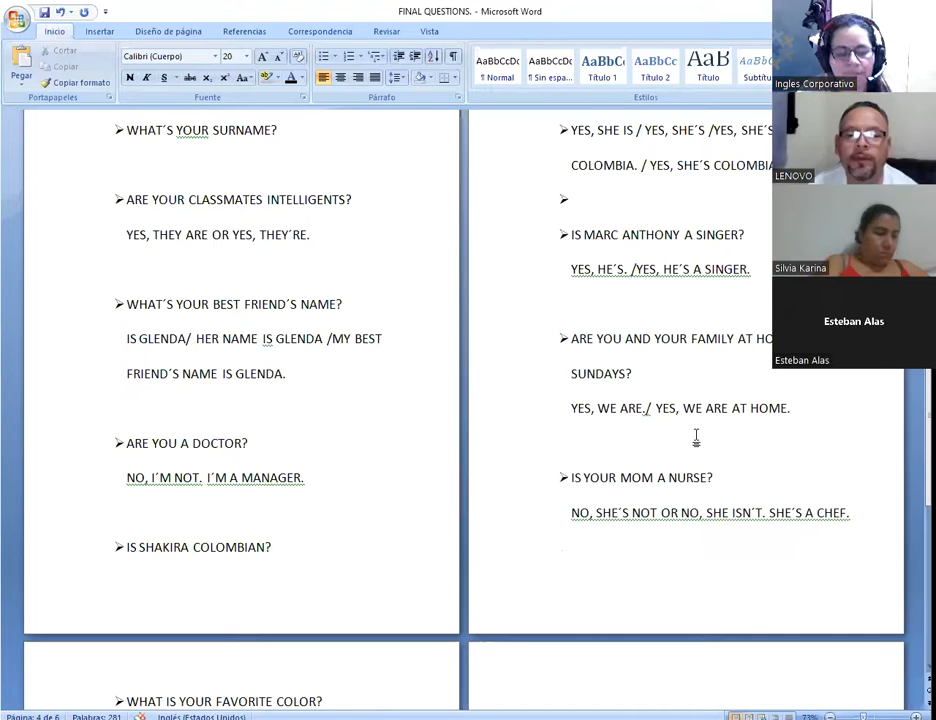 FINAL QUESTIONS. - Microsoft Word
Inicio Insertar Diseño de página Referencias Correspondencia Revisar Vista
Pegar
Cortar
Copiar
Copiar formato
Portapapeles
Calibri (Cuerpo) 20
Fuente
Párrafo
AaBbCcDc AaBbCcDc AaBbC AaBbCc AaB
¶ Normal ¶ Sin espa... Título 1 Título 2 Título
Estilos
Ingles Corporativo
LENOVO
Silvia Karina
Esteban Alas
Esteban Alas
WHAT´S YOUR SURNAME?
ARE YOUR CLASSMATES INTELLIGENTS?
YES, THEY ARE OR YES, THEY´RE.
WHAT´S YOUR BEST FRIEND´S NAME?
IS GLENDA/ HER NAME IS GLENDA /MY BEST
FRIEND´S NAME IS GLENDA.
ARE YOU A DOCTOR?
NO, I´M NOT. I´M A MANAGER.
IS SHAKIRA COLOMBIAN?
WHAT IS YOUR FAVORITE COLOR?
YES, SHE IS / YES, SHE´S /YES, SHE´S
COLOMBIA. / YES, SHE´S
IS MARC ANTHONY A SINGER?
YES, HE´S. /YES, HE´S A SINGER.
ARE YOU AND YOUR FAMILY AT
SUNDAYS?
YES, WE ARE./ YES, WE ARE AT HOME.
IS YOUR MOM A NURSE?
NO, SHE´S NOT OR NO, SHE ISN´T. SHE´S A CHEF.
Página: 4 de 6 Palabras: 281 Inglés (Estados Unidos) 73%